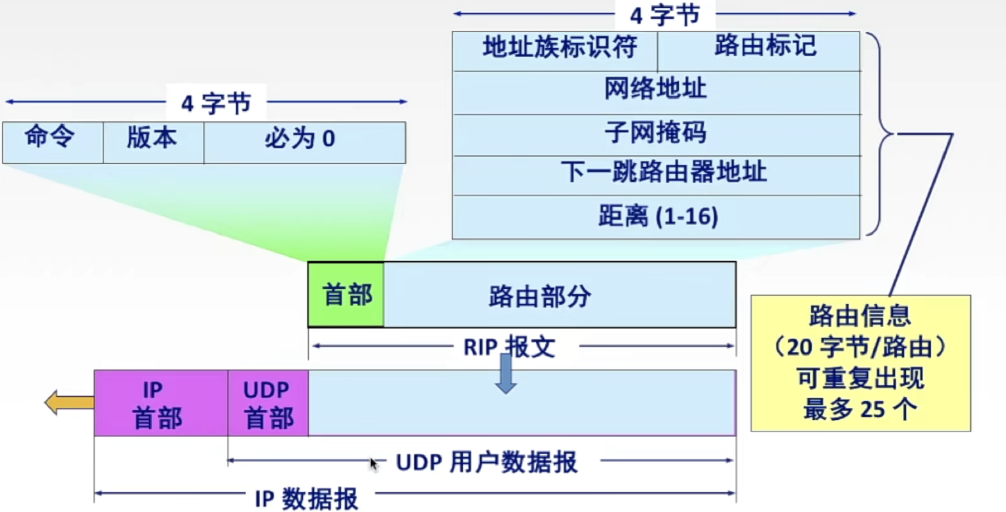 4 字节
地址族标识符
路由标记
网络地址
子网掩码
下一跳路由器地址
距离 (1-16)
4 字节
命令
版本
必为 0
首部
路由部分
RIP 报文
路由信息
（20 字节/路由）
可重复出现
最多 25 个
IP
首部
UDP
首部
UDP 用户数据报
IP 数据报